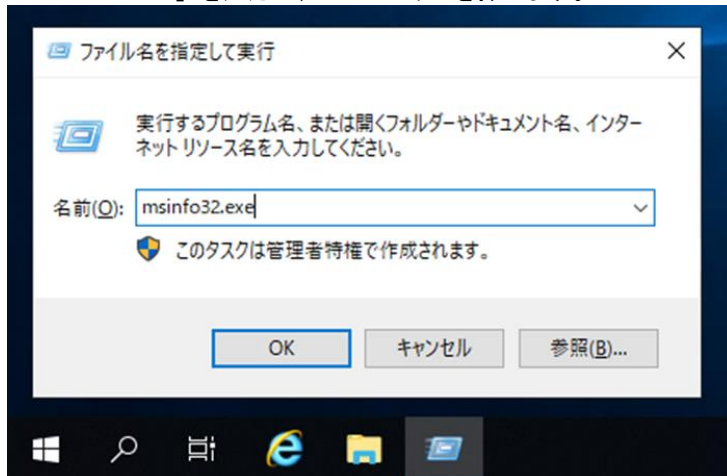 ファイル名を指定して実行
実行するプログラム名、または開くフォルダーやドキュメント名、インター
ネット リソース名を入力してください。
名前(O): msinfo32.exe
このタスクは管理者特権で作成されます。
OK キャンセル 参照(B)...